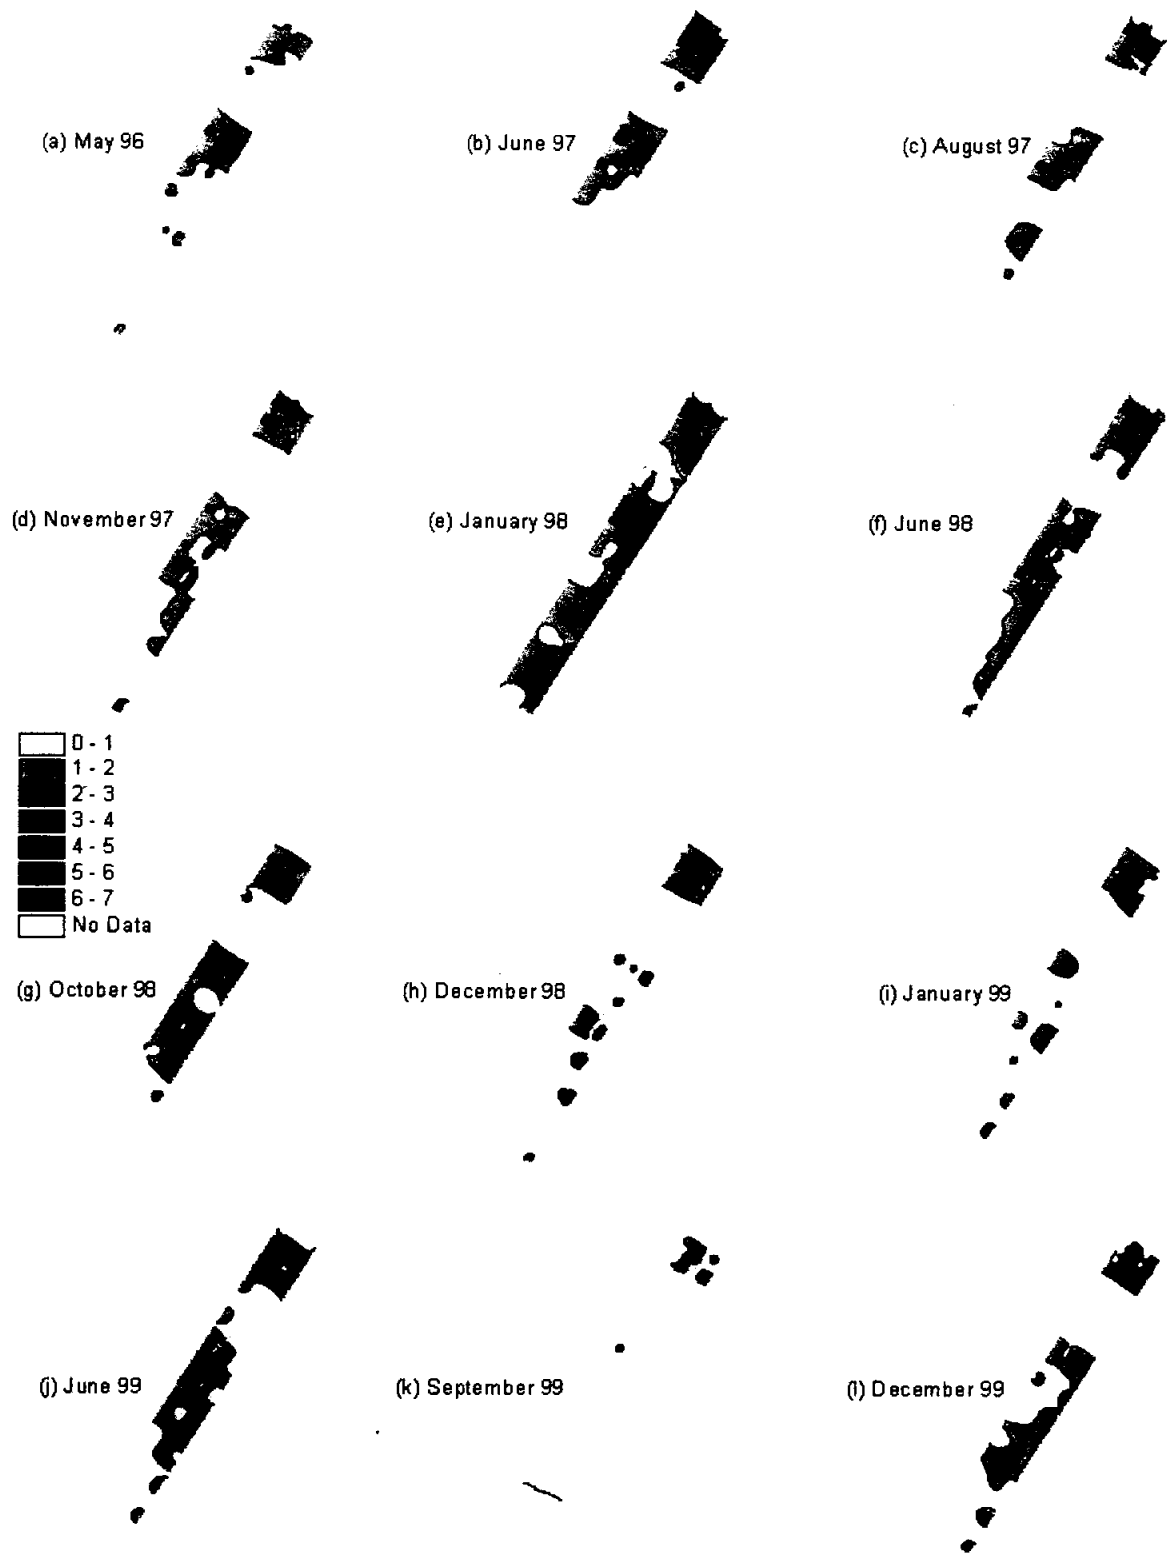 (a) May 96
(b) June 97
(c) August 97
(d) November 97
(e) January 98
(f) June 98
0 - 1
1 - 2
2 - 3
3 - 4
4 - 5
5 - 6
6 - 7
No Data
(g) October 98
(h) December 98
(i) January 99
(j) June 99
(k) September 99
(l) December 99